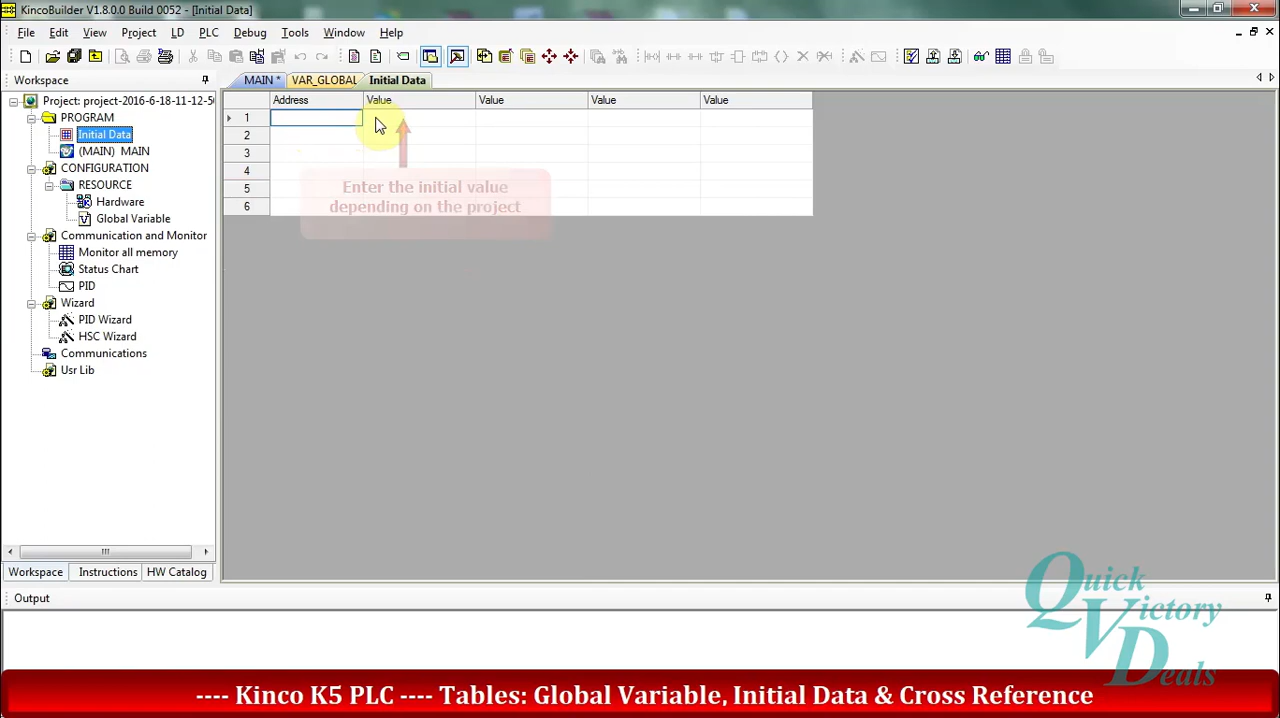 KincoBuilder V1.8.0.0 Build 0052 - [Initial Data]
File Edit View Project LD PLC Debug Tools Window Help
Workspace
MAIN * VAR_GLOBAL Initial Data
Project: project-2016-6-18-11-12-50
PROGRAM
Initial Data
(MAIN) MAIN
CONFIGURATION
RESOURCE
Hardware
Global Variable
Communication and Monitor
Monitor all memory
Status Chart
PID
Wizard
PID Wizard
HSC Wizard
Communications
Usr Lib
Workspace Instructions HW Catalog
Address Value Value Value Value
1
2
3
4
5
6
Enter the initial value
depending on the project
Output
Quick
Victory
Deals
---- Kinco K5 PLC ---- Tables: Global Variable, Initial Data & Cross Reference